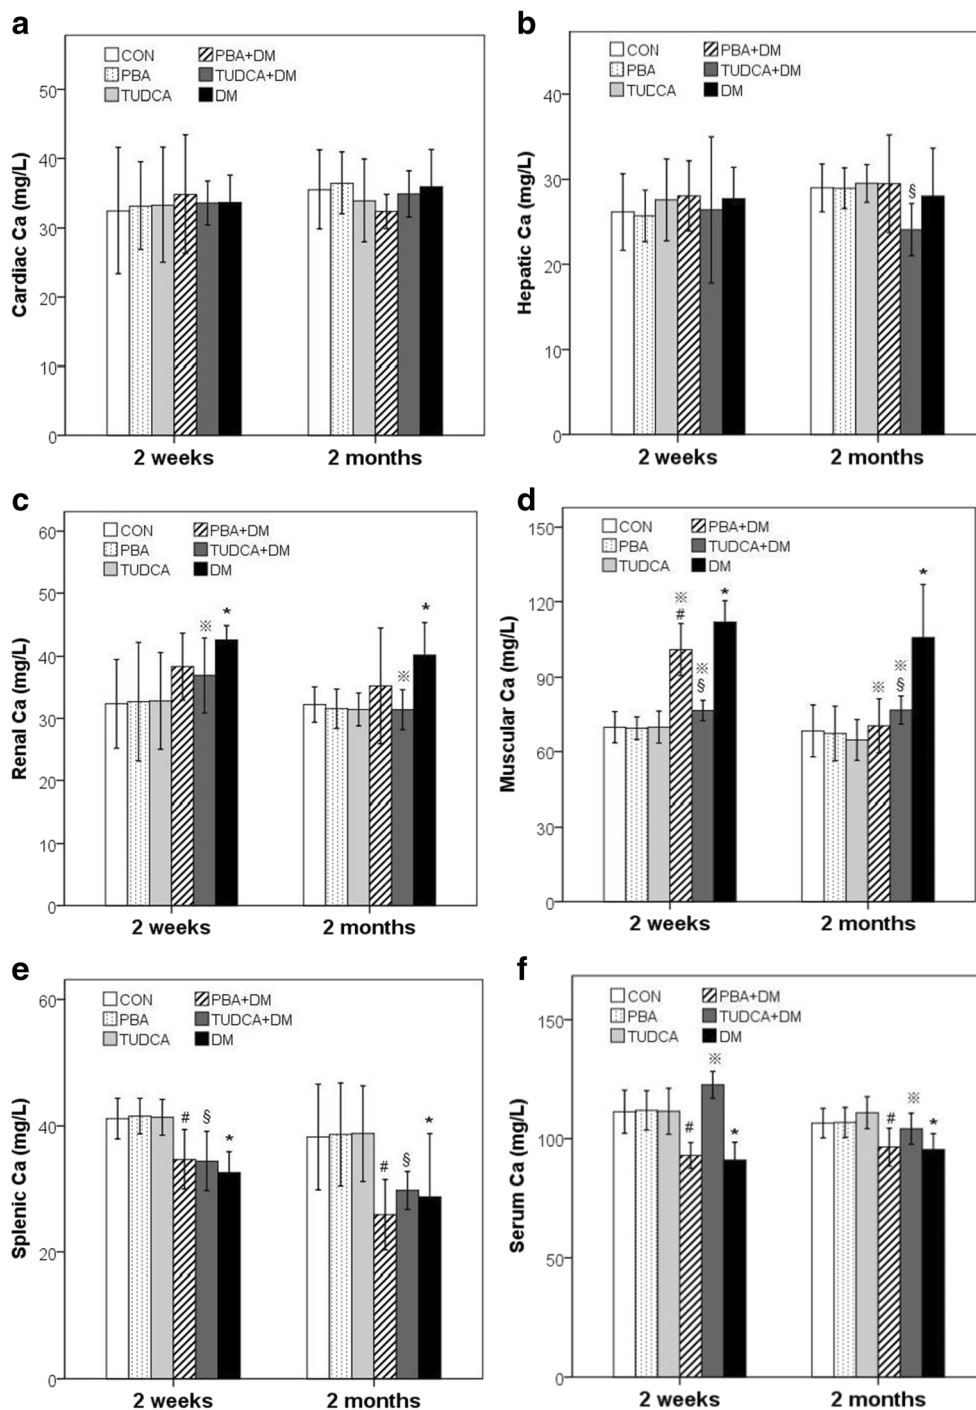 a
CON PBA+DM
PBA TUDCA+DM
TUDCA DM
Cardiac Ca (mg/L)
50
40
30
20
10
0
2 weeks 2 months
b
CON PBA+DM
PBA TUDCA+DM
TUDCA DM
Hepatic Ca (mg/L)
40
30
20
10
0
§
2 weeks 2 months
c
CON PBA+DM
PBA TUDCA+DM
TUDCA DM
Renal Ca (mg/L)
60
50
40
30
20
10
0
※ * ※ *
2 weeks 2 months
d
CON PBA+DM
PBA TUDCA+DM
TUDCA DM
Muscular Ca (mg/L)
150
120
90
60
30
0
※ * ※ *
# § ※ §
2 weeks 2 months
e
CON PBA+DM
PBA TUDCA+DM
TUDCA DM
Splenic Ca (mg/L)
60
40
20
0
# § * # § *
2 weeks 2 months
f
CON PBA+DM
PBA TUDCA+DM
TUDCA DM
Serum Ca (mg/L)
150
100
50
0
# ※ * # ※ *
2 weeks 2 months